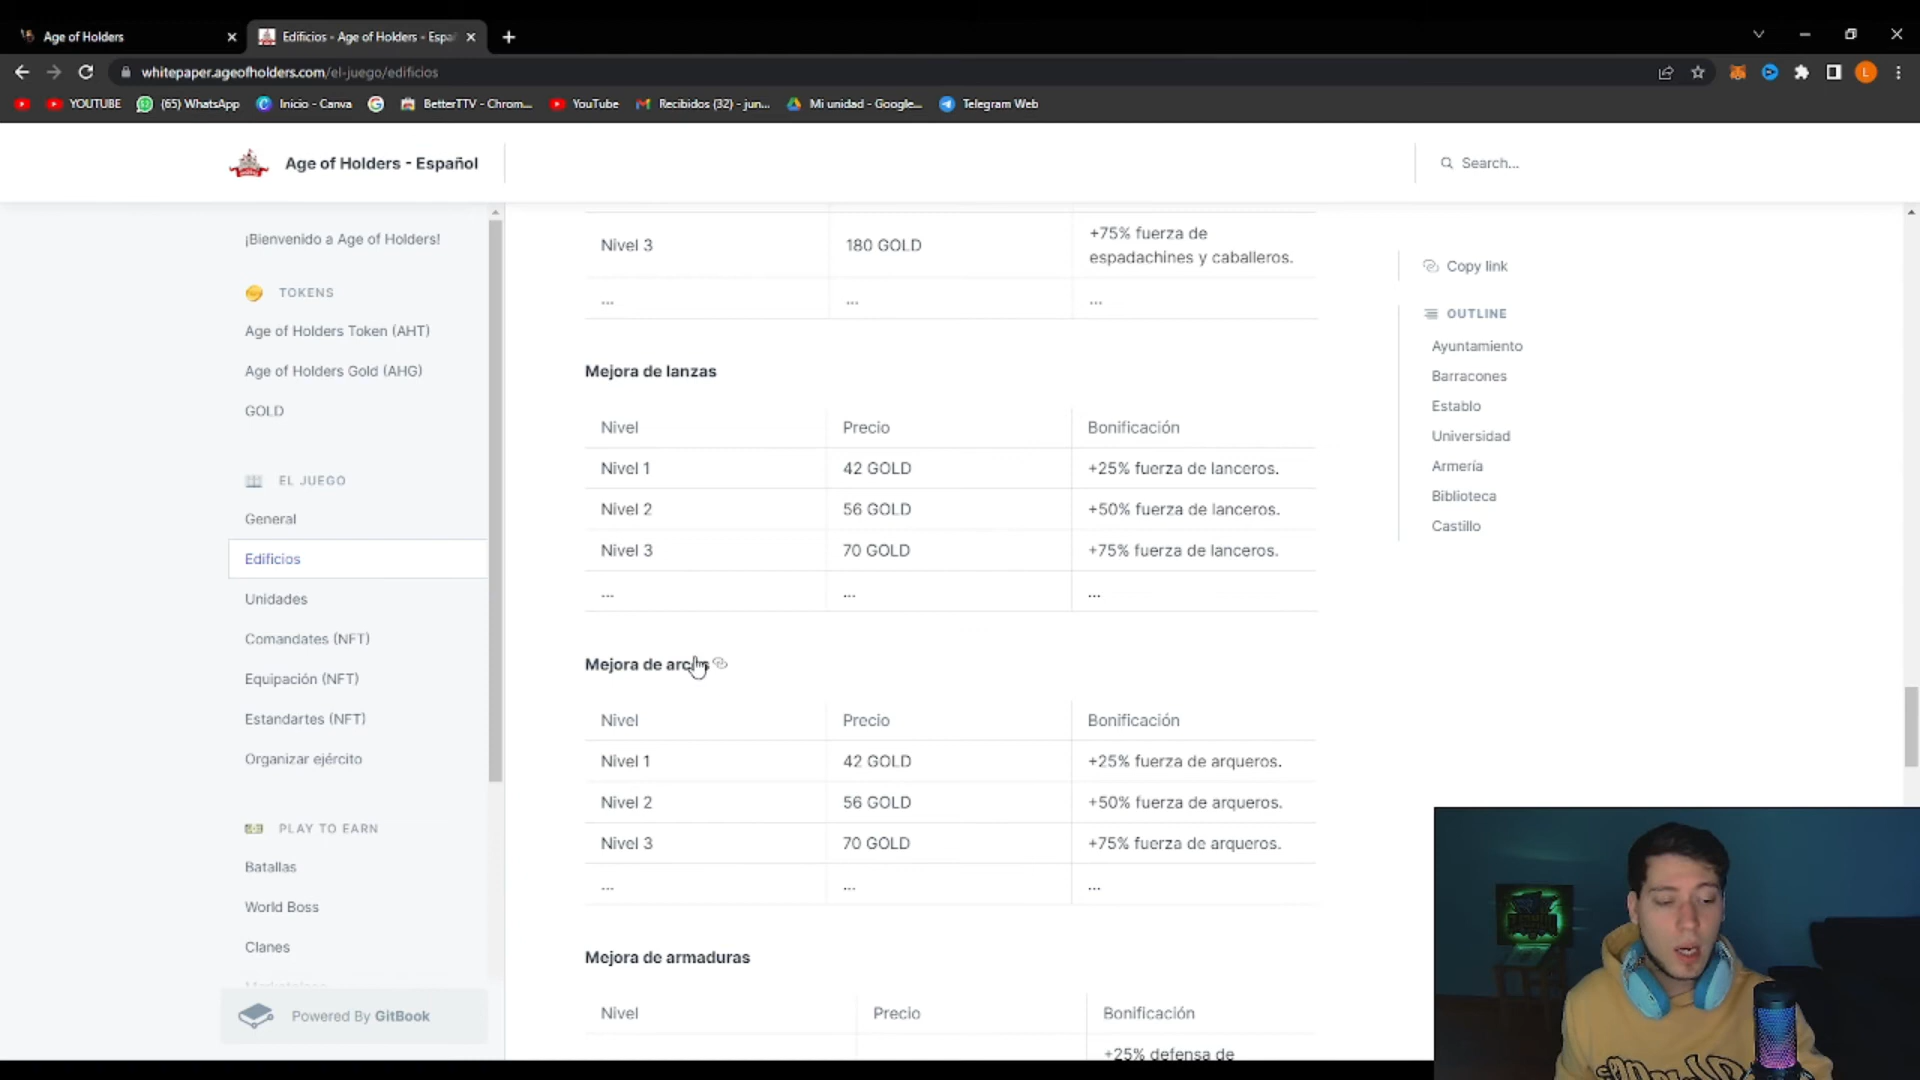 Age of Holders
Edificios - Age of Holders - Espa
whitepaper.ageofholders.com/el-juego/edificios
YOUTUBE
(65) WhatsApp
Inicio - Canva
BetterTTV - Chrom...
YouTube
Recibidos (32) - jun...
Mi unidad - Google...
Telegram Web
L
Age of Holders - Español
Search...
¡Bienvenido a Age of Holders!
TOKENS
Age of Holders Token (AHT)
Age of Holders Gold (AHG)
GOLD
EL JUEGO
General
Edificios
Unidades
Comandates (NFT)
Equipación (NFT)
Estandartes (NFT)
Organizar ejército
PLAY TO EARN
Batallas
World Boss
Clanes
Powered By GitBook
Nivel 3 180 GOLD +75% fuerza de
espadachines y caballeros.
... ... ...
Mejora de lanzas
Nivel Precio Bonificación
Nivel 1 42 GOLD +25% fuerza de lanceros.
Nivel 2 56 GOLD +50% fuerza de lanceros.
Nivel 3 70 GOLD +75% fuerza de lanceros.
... ... ...
Mejora de arcos
Nivel Precio Bonificación
Nivel 1 42 GOLD +25% fuerza de arqueros.
Nivel 2 56 GOLD +50% fuerza de arqueros.
Nivel 3 70 GOLD +75% fuerza de arqueros.
... ... ...
Mejora de armaduras
Nivel Precio Bonificación
+25% defensa de
Copy link
OUTLINE
Ayuntamiento
Barracones
Establo
Universidad
Armería
Biblioteca
Castillo